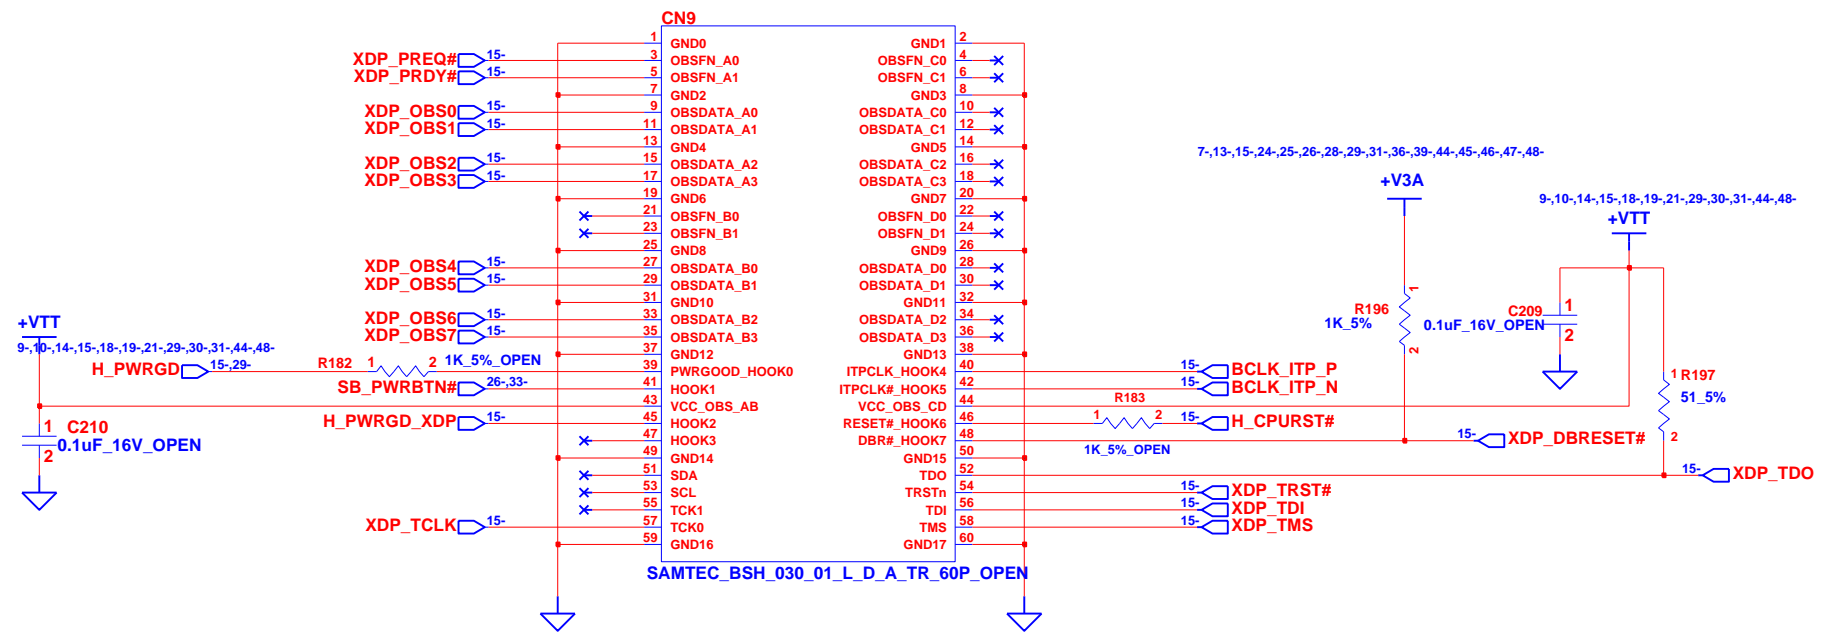 CN9
1 GND0 GND1 2
XDP_PREQ# 15- 3 OBSFN_A0 OBSFN_C0 4
XDP_PRDY# 15- 5 OBSFN_A1 OBSFN_C1 6
7 GND2 GND3 8
XDP_OBS0 15- 9 OBSDATA_A0 OBSDATA_C0 10
XDP_OBS1 15- 11 OBSDATA_A1 OBSDATA_C1 12
13 GND4 GND5 14
XDP_OBS2 15- 15 OBSDATA_A2 OBSDATA_C2 16
XDP_OBS3 15- 17 OBSDATA_A3 OBSDATA_C3 18
19 GND6 GND7 20
21 OBSFN_B0 OBSFN_D0 22
23 OBSFN_B1 OBSFN_D1 24
25 GND8 GND9 26
XDP_OBS4 15- 27 OBSDATA_B0 OBSDATA_D0 28
XDP_OBS5 15- 29 OBSDATA_B1 OBSDATA_D1 30
31 GND10 GND11 32
XDP_OBS6 15- 33 OBSDATA_B2 OBSDATA_D2 34
XDP_OBS7 15- 35 OBSDATA_B3 OBSDATA_D3 36
37 GND12 GND13 38
H_PWRGD 15-,29- R182 1 2 1K_5%_OPEN 39 PWRGOOD_HOOK0 ITPCLK_HOOK4 40 15- BCLK_ITP_P
SB_PWRBTN# 26-,33- 41 HOOK1 ITPCLK#_HOOK5 42 15- BCLK_ITP_N
43 VCC_OBS_AB VCC_OBS_CD 44
H_PWRGD_XDP 15- 45 HOOK2 RESET#_HOOK6 46 R183 1 2 1K_5%_OPEN 15- H_CPURST#
47 HOOK3 DBR#_HOOK7 48 15- XDP_DBRESET#
49 GND14 GND15 50
51 SDA TDO 52 15- XDP_TDO
53 SCL TRSTn 54 15- XDP_TRST#
55 TCK1 TDI 56 15- XDP_TDI
XDP_TCLK 15- 57 TCK0 TMS 58 15- XDP_TMS
59 GND16 GND17 60
SAMTEC_BSH_030_01_L_D_A_TR_60P_OPEN
+VTT
9-,10-,14-,15-,18-,19-,21-,29-,30-,31-,44-,48-
1 C210
0.1uF_16V_OPEN
2
7-,13-,15-,24-,25-,26-,28-,29-,31-,36-,39-,44-,45-,46-,47-,48-
+V3A
1
R196
1K_5%
2
9-,10-,14-,15-,18-,19-,21-,29-,30-,31-,44-,48-
+VTT
C209 1
0.1uF_16V_OPEN
2
1 R197
51_5%
2